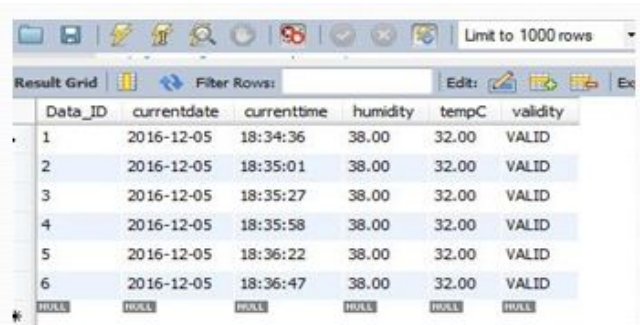 Limit to 1000 rows
Result Grid Filter Rows: Edit: Ex
Data_ID currentdate currenttime humidity tempC validity
1 2016-12-05 18:34:36 38.00 32.00 VALID
2 2016-12-05 18:35:01 38.00 32.00 VALID
3 2016-12-05 18:35:27 38.00 32.00 VALID
4 2016-12-05 18:35:58 38.00 32.00 VALID
5 2016-12-05 18:36:22 38.00 32.00 VALID
6 2016-12-05 18:36:47 38.00 32.00 VALID
NULL NULL NULL NULL NULL NULL